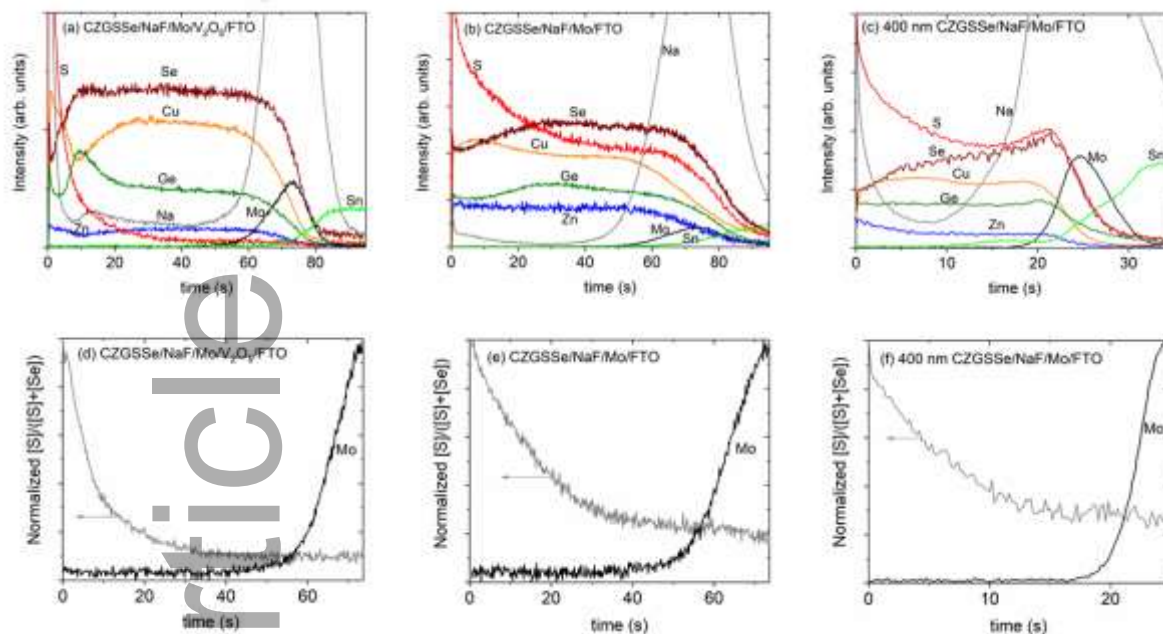 (a) CZGSSe/NaF/Mo/V₂O₅/FTO
S
Se
Cu
Ge
Na
Zn
Mo
Sn
Intensity (arb. units)
0 20 40 60 80
time (s)
(b) CZGSSe/NaF/Mo/FTO
S
Na
Se
Cu
Ge
Zn
Mo
Sn
Intensity (arb. units)
0 20 40 60 80
time (s)
(c) 400 nm CZGSSe/NaF/Mo/FTO
Na
S
Se
Mo
Sn
Cu
Ge
Zn
Intensity (arb. units)
0 10 20 30
time (s)
(d) CZGSSe/NaF/Mo/V₂O₅/FTO
Mo
Normalized [S]/([S]+[Se])
0 20 40 60
time (s)
(e) CZGSSe/NaF/Mo/FTO
Mo
Normalized [S]/([S]+[Se])
0 20 40 60
time (s)
(f) 400 nm CZGSSe/NaF/Mo/FTO
Mo
Normalized [S]/([S]+[Se])
0 10 20
time (s)
rticle